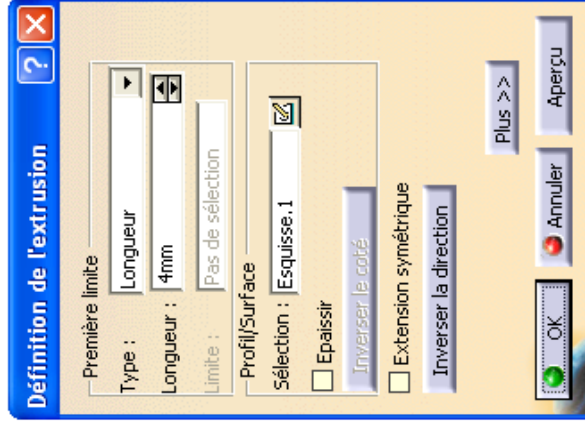 Définition de l'extrusion
Première limite
Type : Longueur
Longueur : 4mm
Limite : Pas de sélection
Profil/Surface
Sélection : Esquisse.1
Epaissir
Inverser le coté
Extension symétrique
Inverser la direction
Plus >>
OK Annuler Aperçu